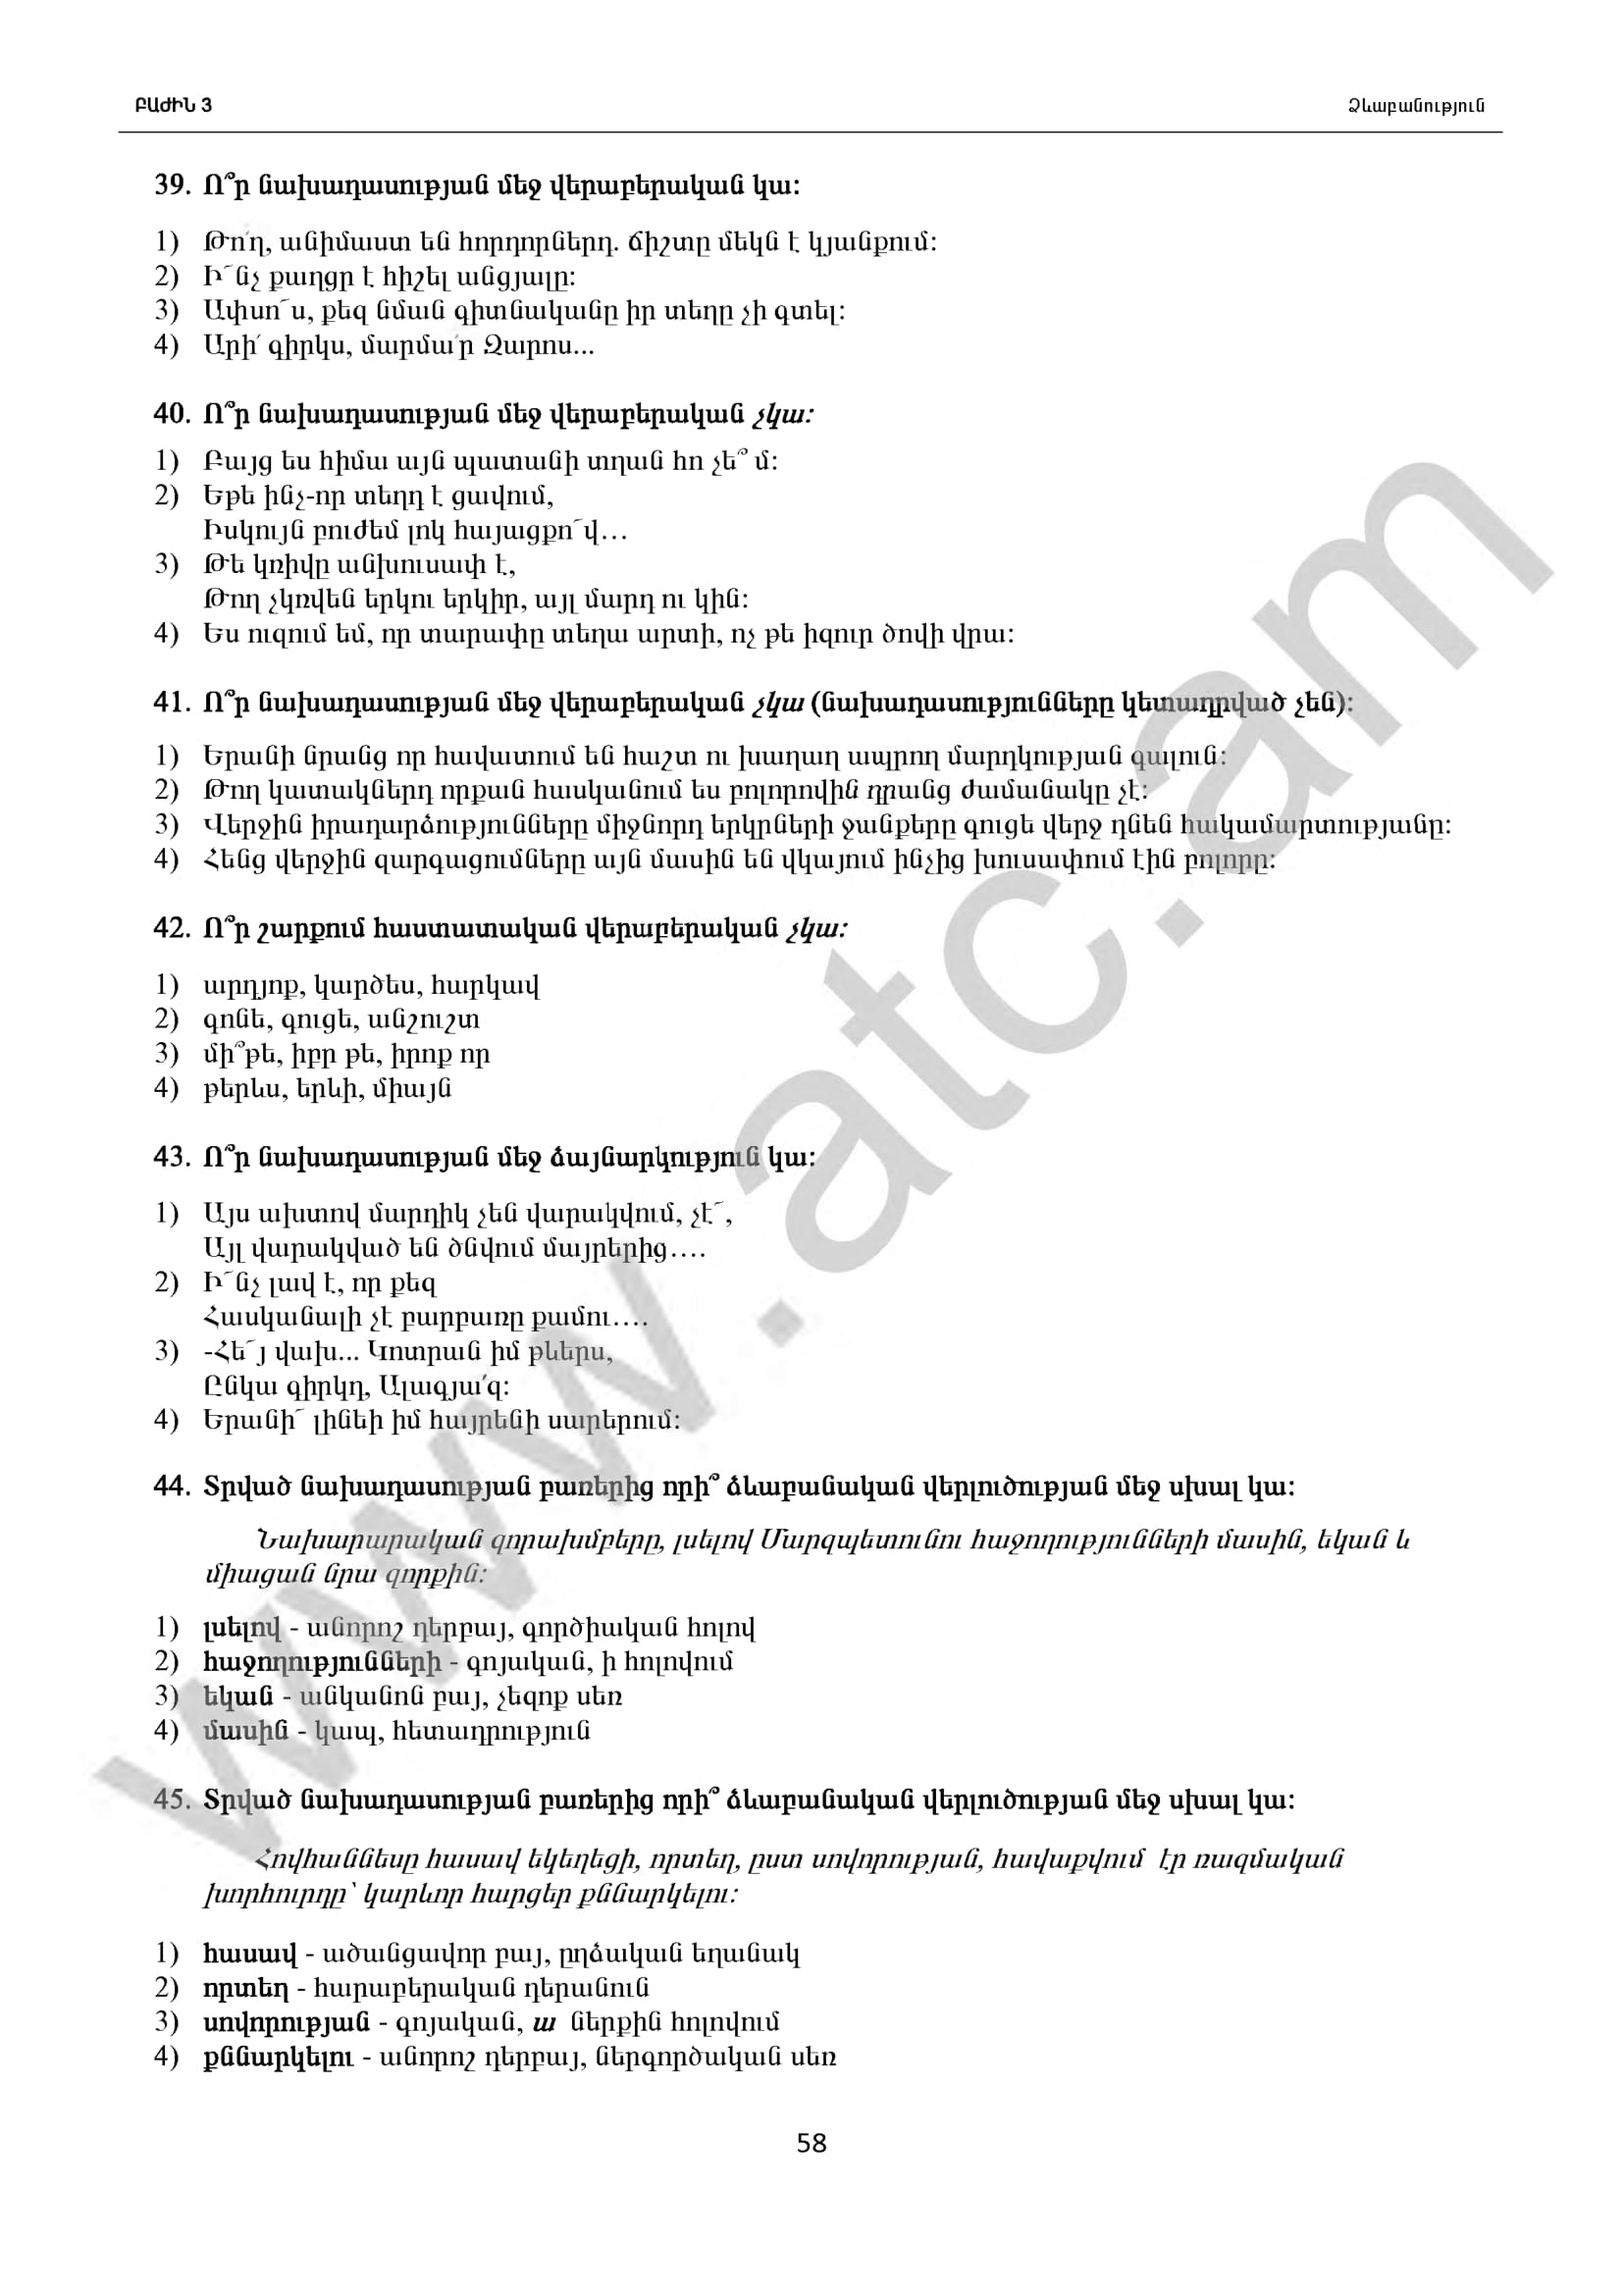 ԲԱԺԻՆ 3
Ձևաբանություն
39. Ո՞ր նախադասության մեջ վերաբերական կա:
1) Թո՛ղ, անիմաստ են հորդորներդ. ճիշտը մեկն է կյանքում:
2) Ի՜նչ քաղցր է հիշել անցյալը:
3) Ափսո՜ս, քեզ նման գիտնականը իր տեղը չի գտել:
4) Արի՛ գիրկս, մարմա՛ր Զարոս...
40. Ո՞ր նախադասության մեջ վերաբերական չկա:
1) Բայց ես հիմա այն պատանի տղան հո չե՞մ:
2) Եթե ինչ-որ տեղդ է ցավում,
Իսկույն բուժեմ լոկ հայացքո՜վ...
3) Թե կռիվը անխուսափ է,
Թող չկռվեն երկու երկիր, այլ մարդ ու կին:
4) Ես ուզում եմ, որ տարափը տեղա արտի, ոչ թե իզուր ծովի վրա:
41. Ո՞ր նախադասության մեջ վերաբերական չկա (նախադասությունները կետադրված չեն):
1) Երանի նրանց որ հավատում են հաշտ ու խաղաղ ապրող մարդկության գալուն:
2) Թող կատակներդ որքան հասկանում ես բոլորովին դրանց ժամանակը չէ:
3) Վերջին իրադարձությունները միջնորդ երկրների ջանքերը գուցե վերջ դնեն հակամարտությանը:
4) Հենց վերջին զարգացումները այն մասին են վկայում ինչից խուսափում էին բոլորը:
42. Ո՞ր շարքում հաստատական վերաբերական չկա:
1) արդյոք, կարծես, հարկավ
2) գոնե, գուցե, անշուշտ
3) մի՞թե, իբր թե, իրոք որ
4) թերևս, երևի, միայն
43. Ո՞ր նախադասության մեջ ձայնարկություն կա:
1) Այս ախտով մարդիկ չեն վարակվում, չէ՜,
Այլ վարակված են ծնվում մայրերից....
2) Ի՜նչ լավ է, որ քեզ
Հասկանալի չէ բարբառը քամու....
3) -Հե՜յ վախ... Կոտրան իմ թևերս,
Ընկա գիրկդ, Ալագյա՛զ:
4) Երանի՜ լինեի իմ հայրենի սարերում:
44. Տրված նախադասության բառերից որի՞ ձևաբանական վերլուծության մեջ սխալ կա:
Նախարարական զորախմբերը, լսելով Մարզպետունու հաջողությունների մասին, եկան և
միացան նրա զորքին:
1) լսելով - անորոշ դերբայ, գործիական հոլով
2) հաջողությունների - գոյական, ի հոլովում
3) եկան - անկանոն բայ, չեզոք սեռ
4) մասին - կապ, հետադրություն
45. Տրված նախադասության բառերից որի՞ ձևաբանական վերլուծության մեջ սխալ կա:
Հովհաննեսը հասավ եկեղեցի, որտեղ, ըստ սովորության, հավաքվում էր ռազմական
խորհուրդը՝ կարևոր հարցեր քննարկելու:
1) հասավ - ածանցավոր բայ, ըղձական եղանակ
2) որտեղ - հարաբերական դերանուն
3) սովորության - գոյական, ա ներքին հոլովում
4) քննարկելու - անորոշ դերբայ, ներգործական սեռ
58
www.atc.am